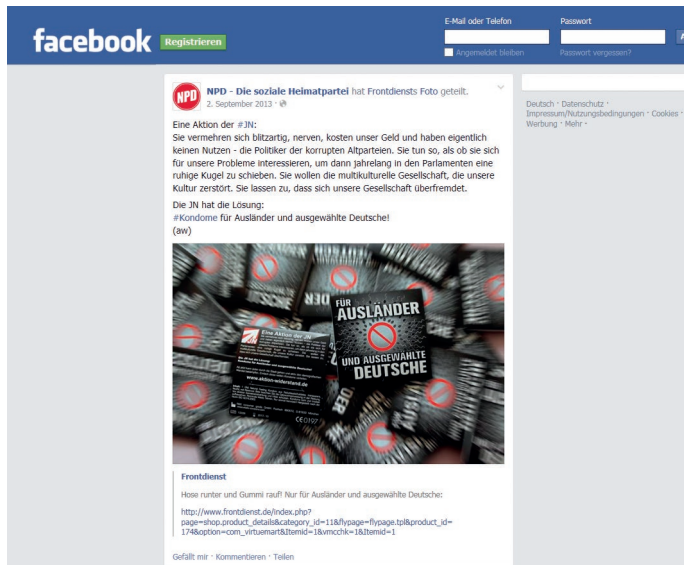 facebook
Registrieren
E-Mail oder Telefon
Passwort
Angemeldet bleiben
Passwort vergessen?
NPD
NPD - Die soziale Heimatpartei hat Frontdiensts Foto geteilt.
2. September 2013 ·
Eine Aktion der #JN:
Sie vermehren sich blitzartig, nerven, kosten unser Geld und haben eigentlich
keinen Nutzen - die Politiker der korrupten Altparteien. Sie tun so, als ob sie sich
für unsere Probleme interessieren, um dann jahrelang in den Parlamenten eine
ruhige Kugel zu schieben. Sie wollen die multikulturelle Gesellschaft, die unsere
Kultur zerstört. Sie lassen zu, dass sich unsere Gesellschaft überfremdet.
Die JN hat die Lösung:
#Kondome für Ausländer und ausgewählte Deutsche!
(aw)
FÜR
AUSLÄNDER
UND AUSGEWÄHLTE
DEUTSCHE
Eine Aktion der JN
www.aktion-widerstand.de
CE0197
Frontdienst
Hose runter und Gummi rauf! Nur für Ausländer und ausgewählte Deutsche:
http://www.frontdienst.de/index.php?
page=shop.product_details&category_id=11&flypage=flypage.tpl&product_id=
174&option=com_virtuemart&Itemid=1&vmcchk=1&Itemid=1
Gefällt mir · Kommentieren · Teilen
Deutsch · Datenschutz ·
Impressum/Nutzungsbedingungen · Cookies ·
Werbung · Mehr